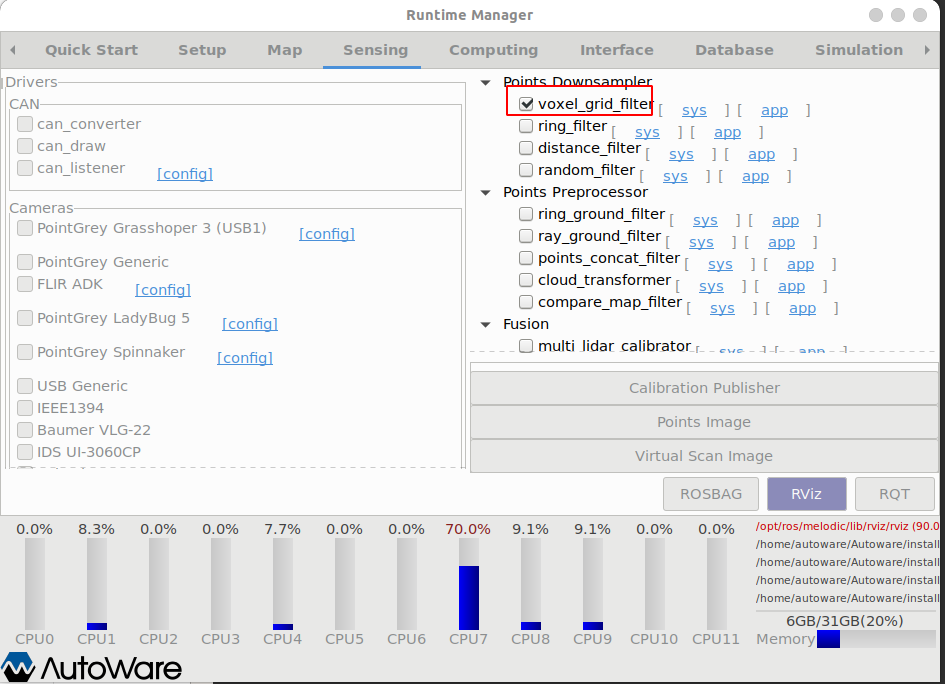 Runtime Manager
Quick Start Setup Map Sensing Computing Interface Database Simulation
Drivers
CAN
can_converter
can_draw
can_listener [config]
Cameras
PointGrey Grasshoper 3 (USB1) [config]
PointGrey Generic
FLIR ADK [config]
PointGrey LadyBug 5 [config]
PointGrey Spinnaker [config]
USB Generic
IEEE1394
Baumer VLG-22
IDS UI-3060CP
Points Downsampler
voxel_grid_filter [ sys ] [ app ]
ring_filter [ sys ] [ app ]
distance_filter [ sys ] [ app ]
random_filter [ sys ] [ app ]
Points Preprocessor
ring_ground_filter [ sys ] [ app ]
ray_ground_filter [ sys ] [ app ]
points_concat_filter [ sys ] [ app ]
cloud_transformer [ sys ] [ app ]
compare_map_filter [ sys ] [ app ]
Fusion
multi_lidar_calibrator [ sys ] [ app ]
Calibration Publisher
Points Image
Virtual Scan Image
ROSBAG RViz RQT
0.0% 8.3% 0.0% 0.0% 7.7% 0.0% 0.0% 70.0% 9.1% 9.1% 0.0% 0.0%
CPU0 CPU1 CPU2 CPU3 CPU4 CPU5 CPU6 CPU7 CPU8 CPU9 CPU10 CPU11
/opt/ros/melodic/lib/rviz/rviz (90.0
/home/autoware/Autoware/install
/home/autoware/Autoware/install
/home/autoware/Autoware/install
/home/autoware/Autoware/install
6GB/31GB(20%)
Memory
AutoWare